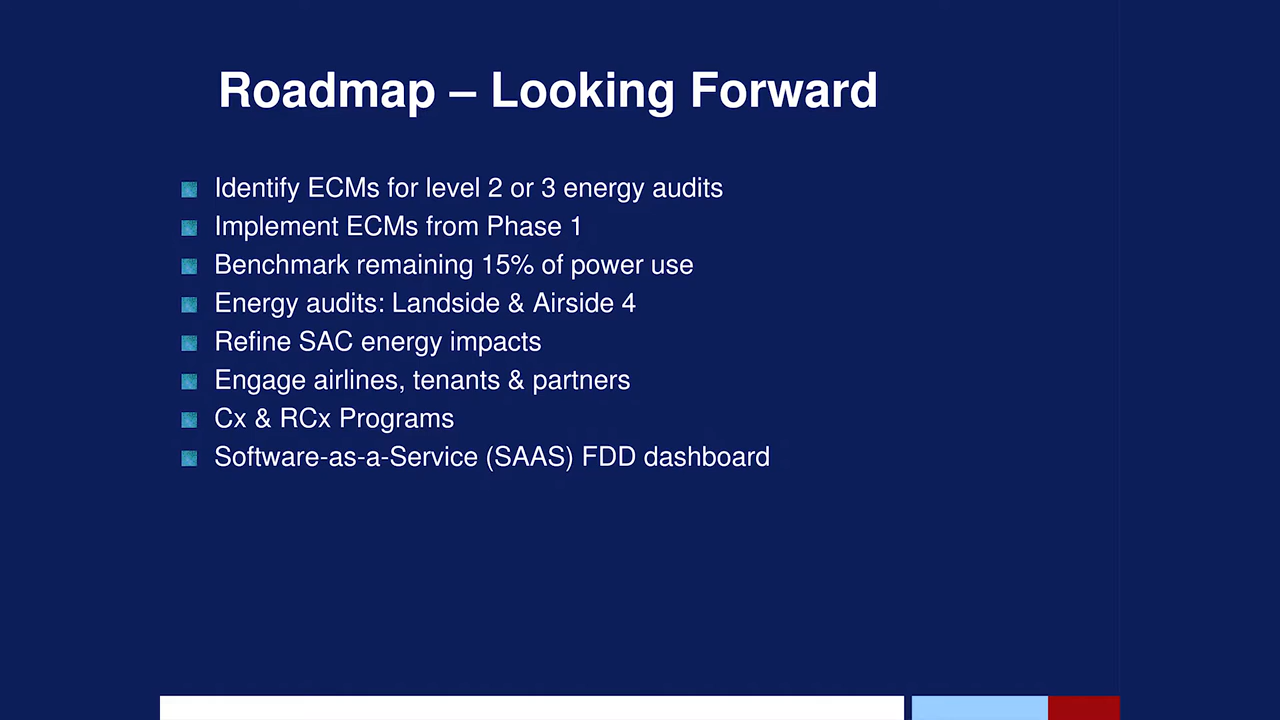 Roadmap – Looking Forward
Identify ECMs for level 2 or 3 energy audits
Implement ECMs from Phase 1
Benchmark remaining 15% of power use
Energy audits: Landside & Airside 4
Refine SAC energy impacts
Engage airlines, tenants & partners
Cx & RCx Programs
Software-as-a-Service (SAAS) FDD dashboard